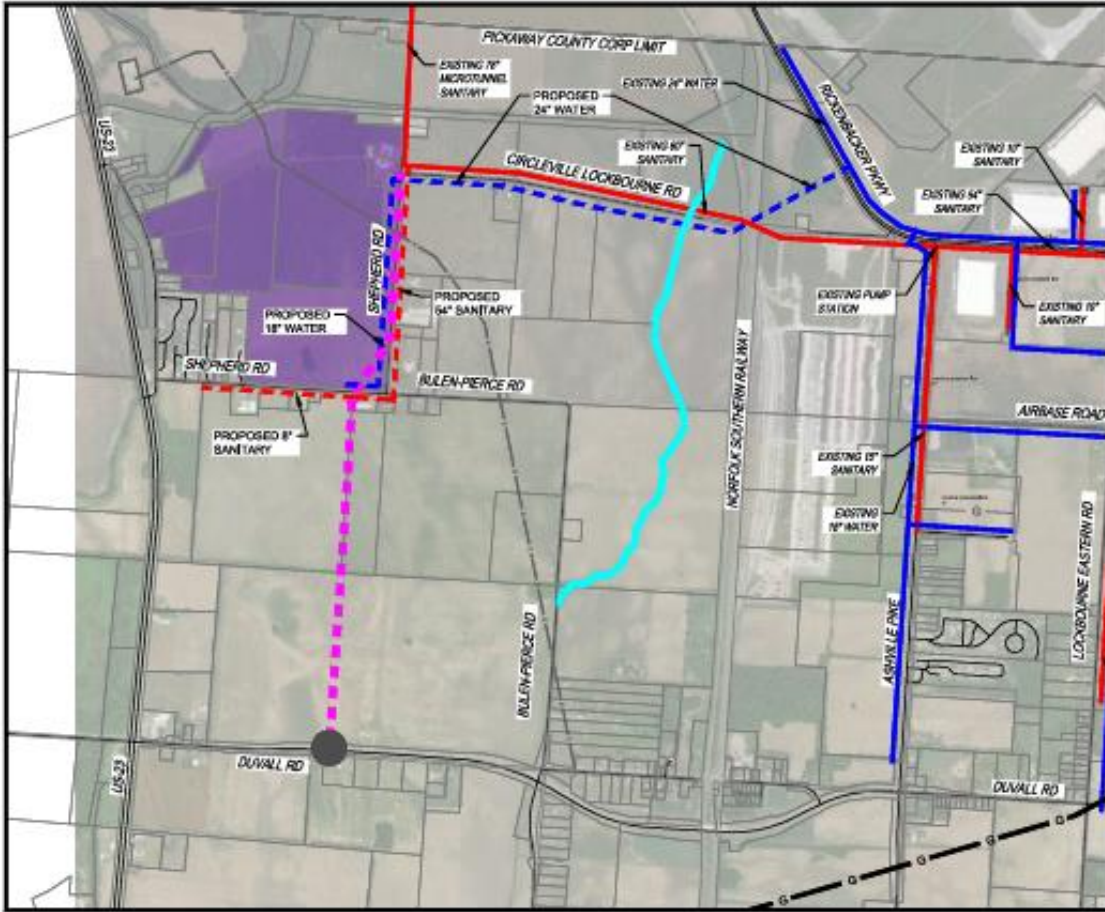 PICKAWAY COUNTY CORP LIMIT
EXISTING 78"
MICROTUNNEL
SANITARY
EXISTING 24" WATER
PROPOSED
24" WATER
RICKENBACKER PKWY
US-23
CIRCLEVILLE LOCKBOURNE RD
EXISTING 60"
SANITARY
EXISTING 10"
SANITARY
EXISTING 54"
SANITARY
SHEPHERD RD
PROPOSED
54" SANITARY
PROPOSED
18" WATER
EXISTING PUMP
STATION
EXISTING 10"
SANITARY
SHEPHERD RD
BULEN-PIERCE RD
NORFOLK SOUTHERN RAILWAY
AIRBASE ROAD
PROPOSED 8"
SANITARY
EXISTING 15"
SANITARY
EXISTING
16" WATER
G
LOCKBOURNE EASTERN RD
BULEN-PIERCE RD
ASHVILLE PIKE
US-23
DUVALL RD
DUVALL RD
G G G G G